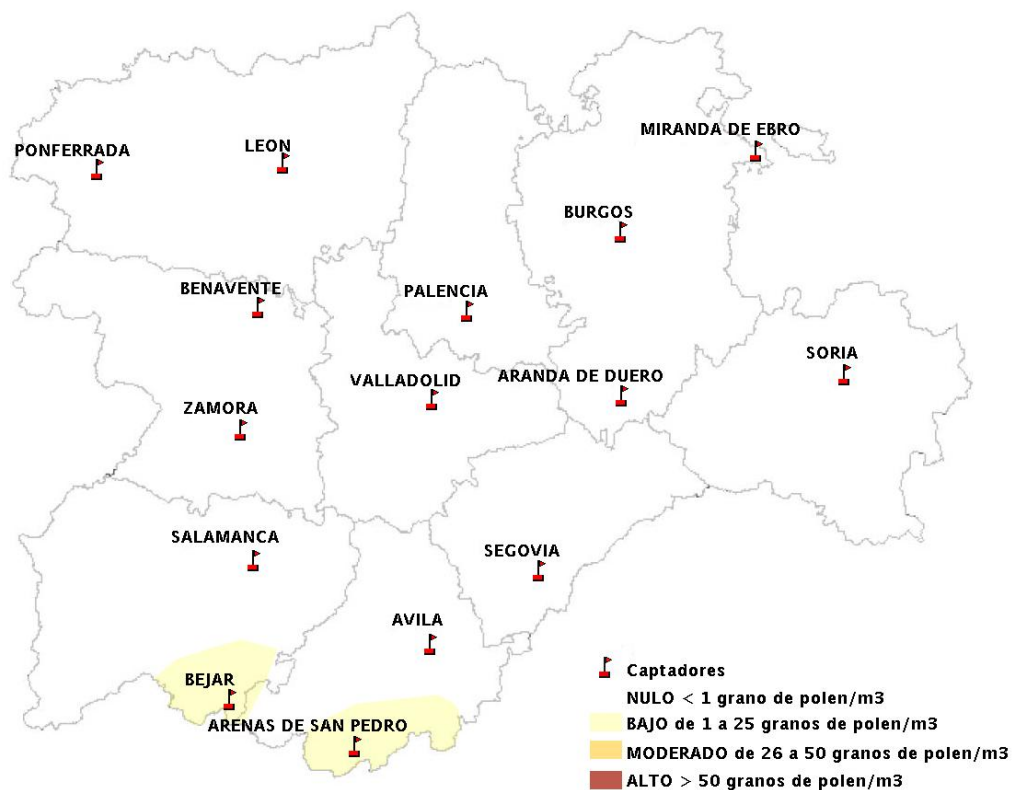 MIRANDA DE EBRO
PONFERRADA
LEON
BURGOS
BENAVENTE
PALENCIA
SORIA
VALLADOLID
ARANDA DE DUERO
ZAMORA
SALAMANCA
SEGOVIA
AVILA
BEJAR
ARENAS DE SAN PEDRO
Captadores
NULO < 1 grano de polen/m3
BAJO de 1 a 25 granos de polen/m3
MODERADO de 26 a 50 granos de polen/m3
ALTO > 50 granos de polen/m3